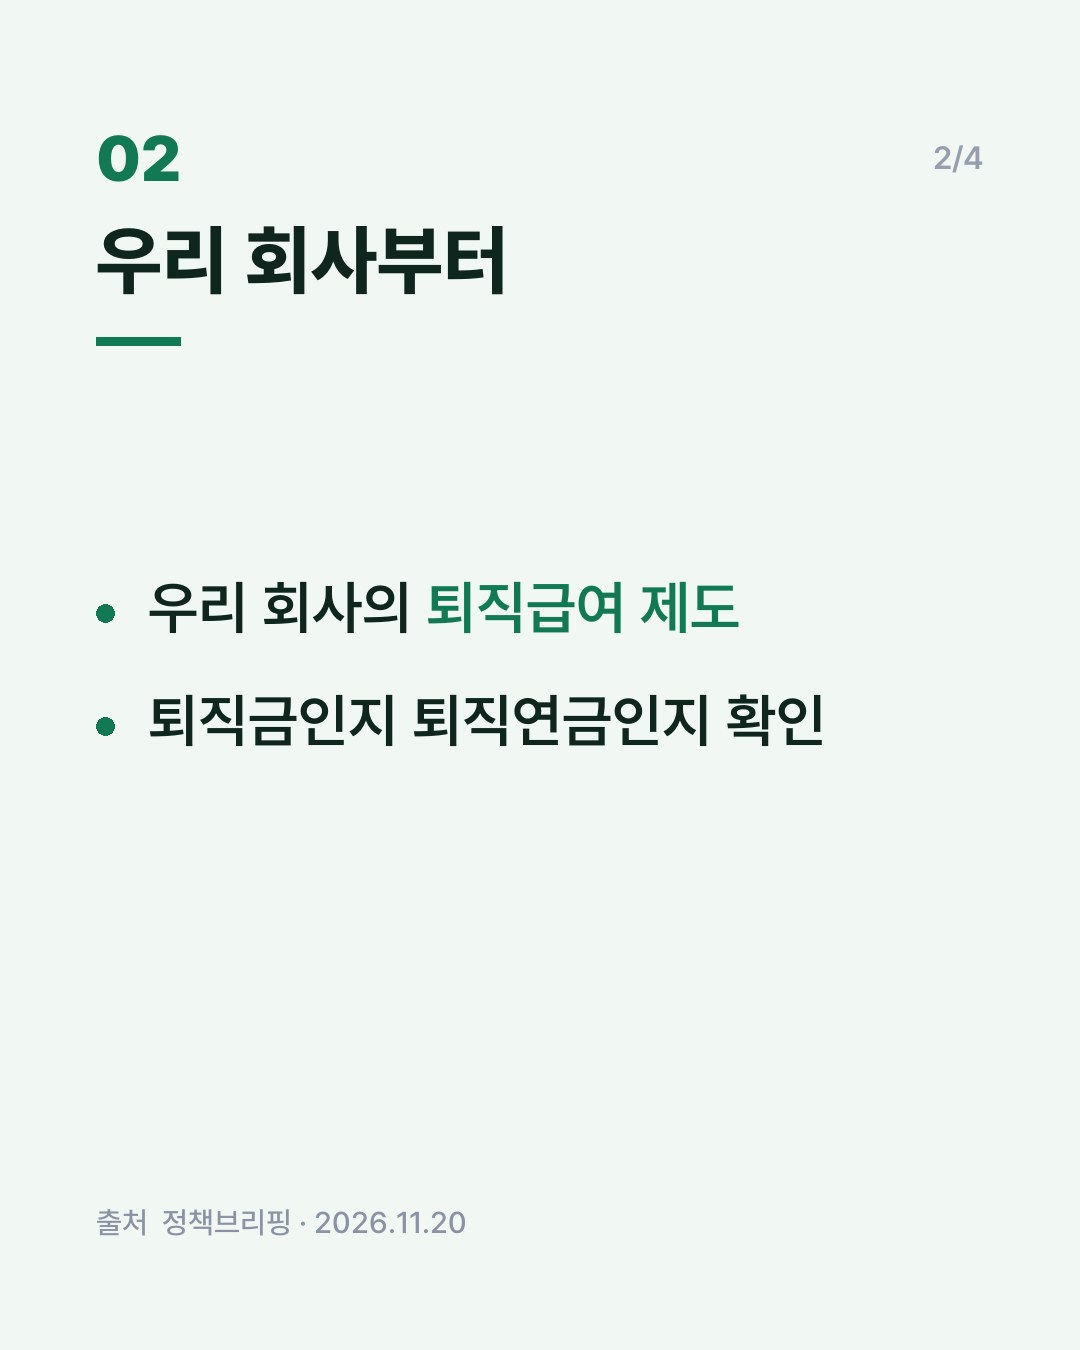 02
2/4
우리 회사부터
우리 회사의 퇴직급여 제도
퇴직금인지 퇴직연금인지 확인
출처 정책브리핑 · 2026.11.20